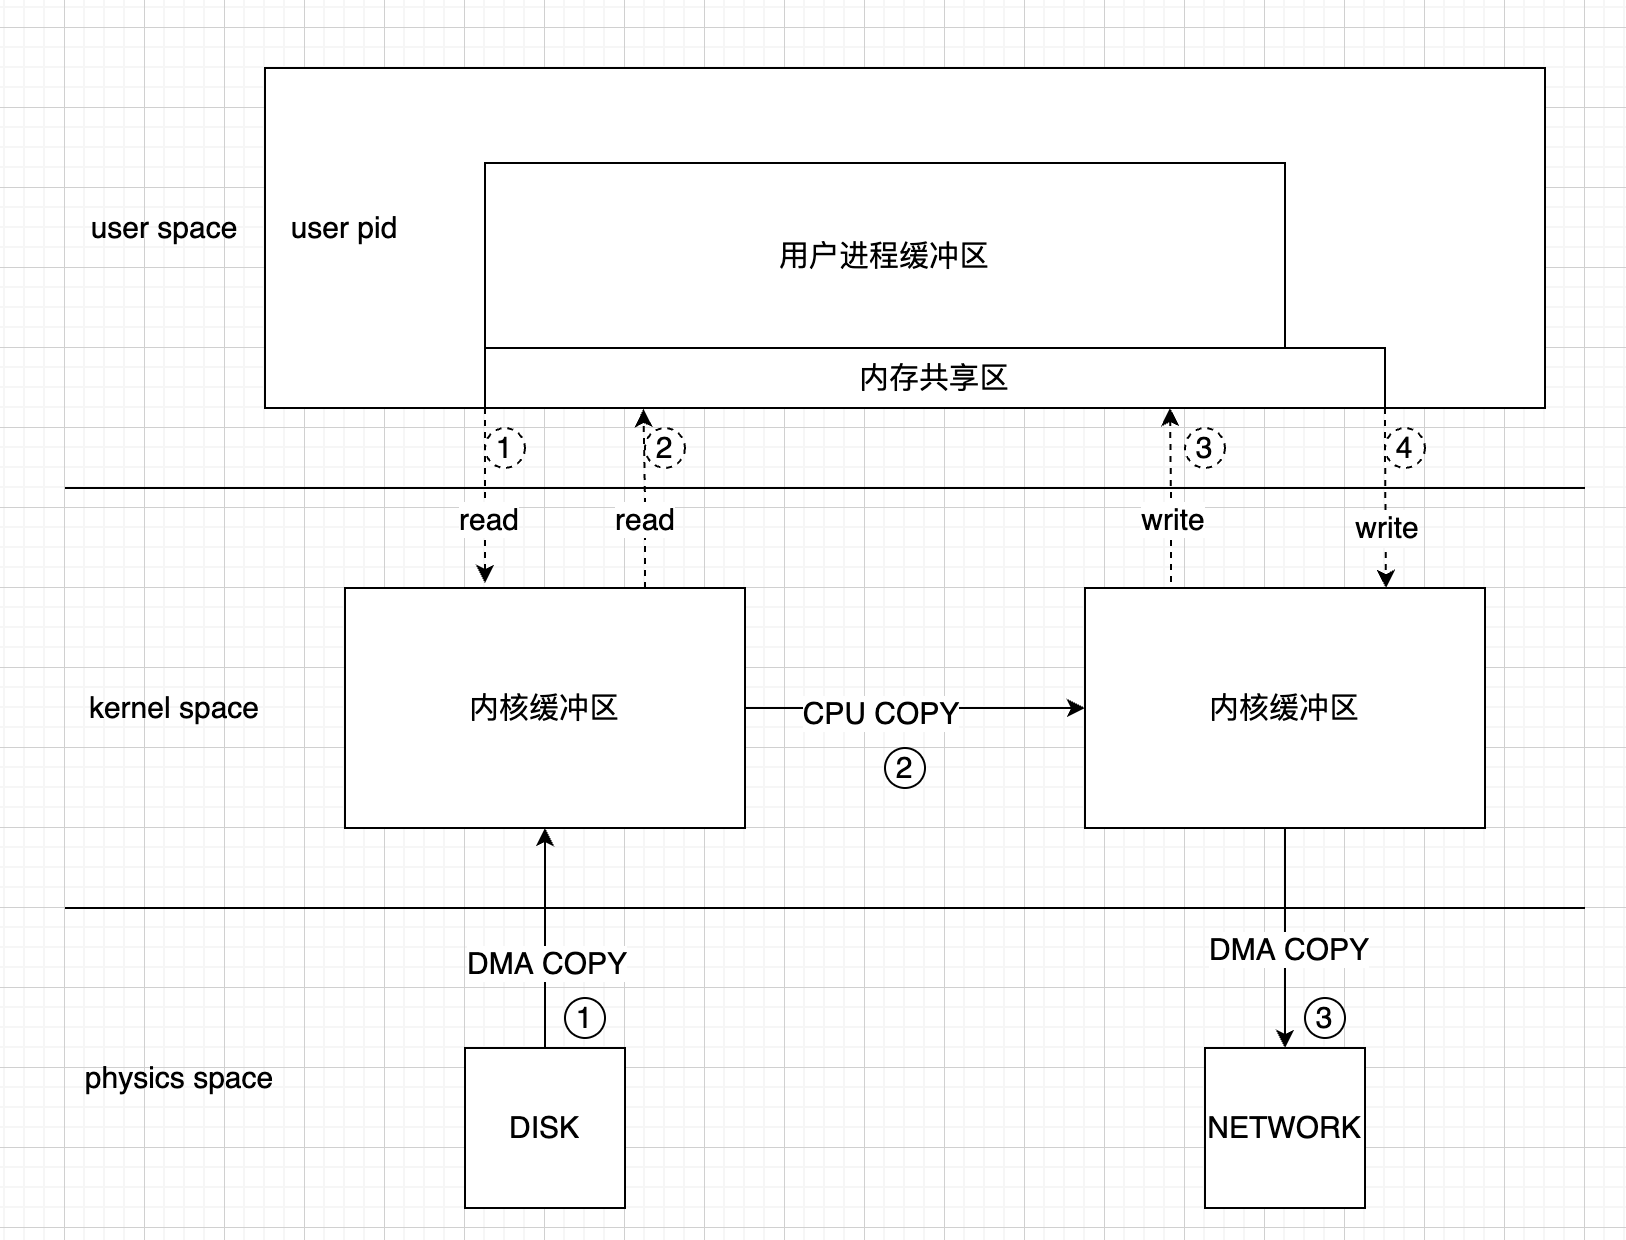 user space
user pid
用户进程缓冲区
内存共享区
1
2
3
4
read
read
write
write
kernel space
内核缓冲区
CPU COPY
2
内核缓冲区
DMA COPY
1
DMA COPY
3
physics space
DISK
NETWORK